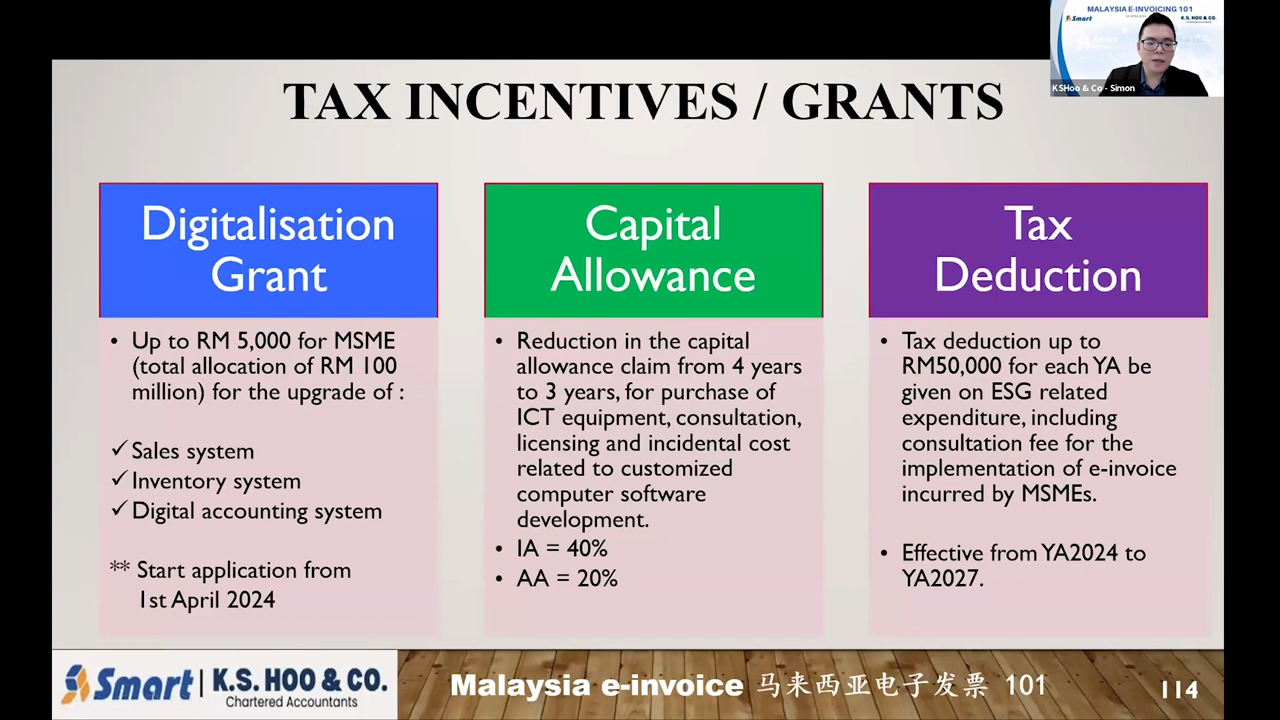 MALAYSIA E-INVOICING 101
Smart
K.S. HOO & CO.
KSHoo & Co - Simon
TAX INCENTIVES / GRANTS
Digitalisation
Grant
• Up to RM 5,000 for MSME
(total allocation of RM 100
million) for the upgrade of :
✓ Sales system
✓ Inventory system
✓ Digital accounting system
** Start application from
1st April 2024
Capital
Allowance
• Reduction in the capital
allowance claim from 4 years
to 3 years, for purchase of
ICT equipment, consultation,
licensing and incidental cost
related to customized
computer software
development.
• IA = 40%
• AA = 20%
Tax
Deduction
• Tax deduction up to
RM50,000 for each YA be
given on ESG related
expenditure, including
consultation fee for the
implementation of e-invoice
incurred by MSMEs.
• Effective from YA2024 to
YA2027.
Smart | K.S. HOO & CO.
Chartered Accountants
Malaysia e-invoice 马来西亚电子发票 101
114